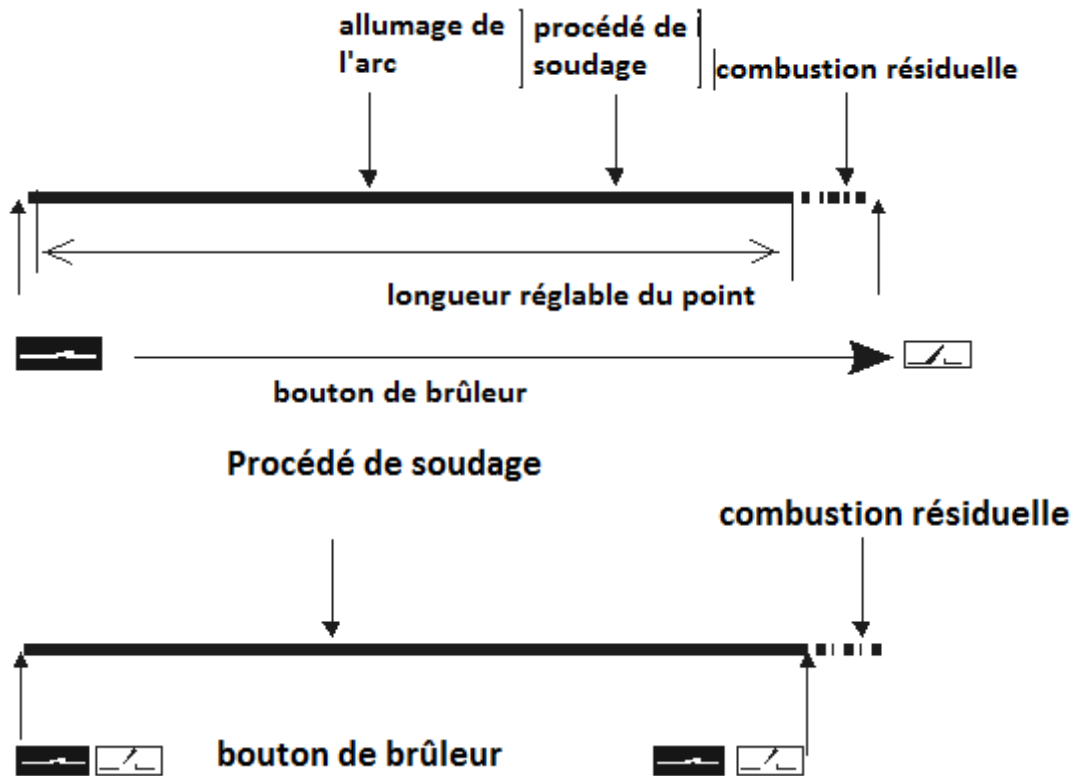 allumage de
l'arc
procédé de
soudage
combustion résiduelle
longueur réglable du point
bouton de brûleur
Procédé de soudage
combustion résiduelle
bouton de brûleur